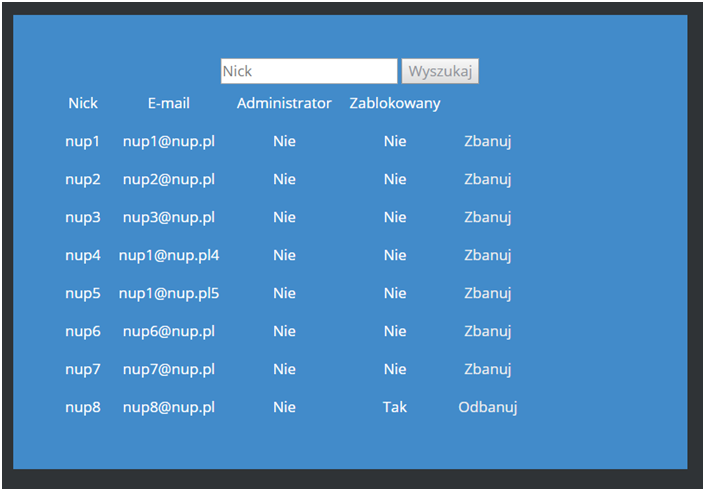 Nick Wyszukaj
Nick E-mail Administrator Zablokowany
nup1 nup1@nup.pl Nie Nie Zbanuj
nup2 nup2@nup.pl Nie Nie Zbanuj
nup3 nup3@nup.pl Nie Nie Zbanuj
nup4 nup1@nup.pl4 Nie Nie Zbanuj
nup5 nup1@nup.pl5 Nie Nie Zbanuj
nup6 nup6@nup.pl Nie Nie Zbanuj
nup7 nup7@nup.pl Nie Nie Zbanuj
nup8 nup8@nup.pl Nie Tak Odbanuj